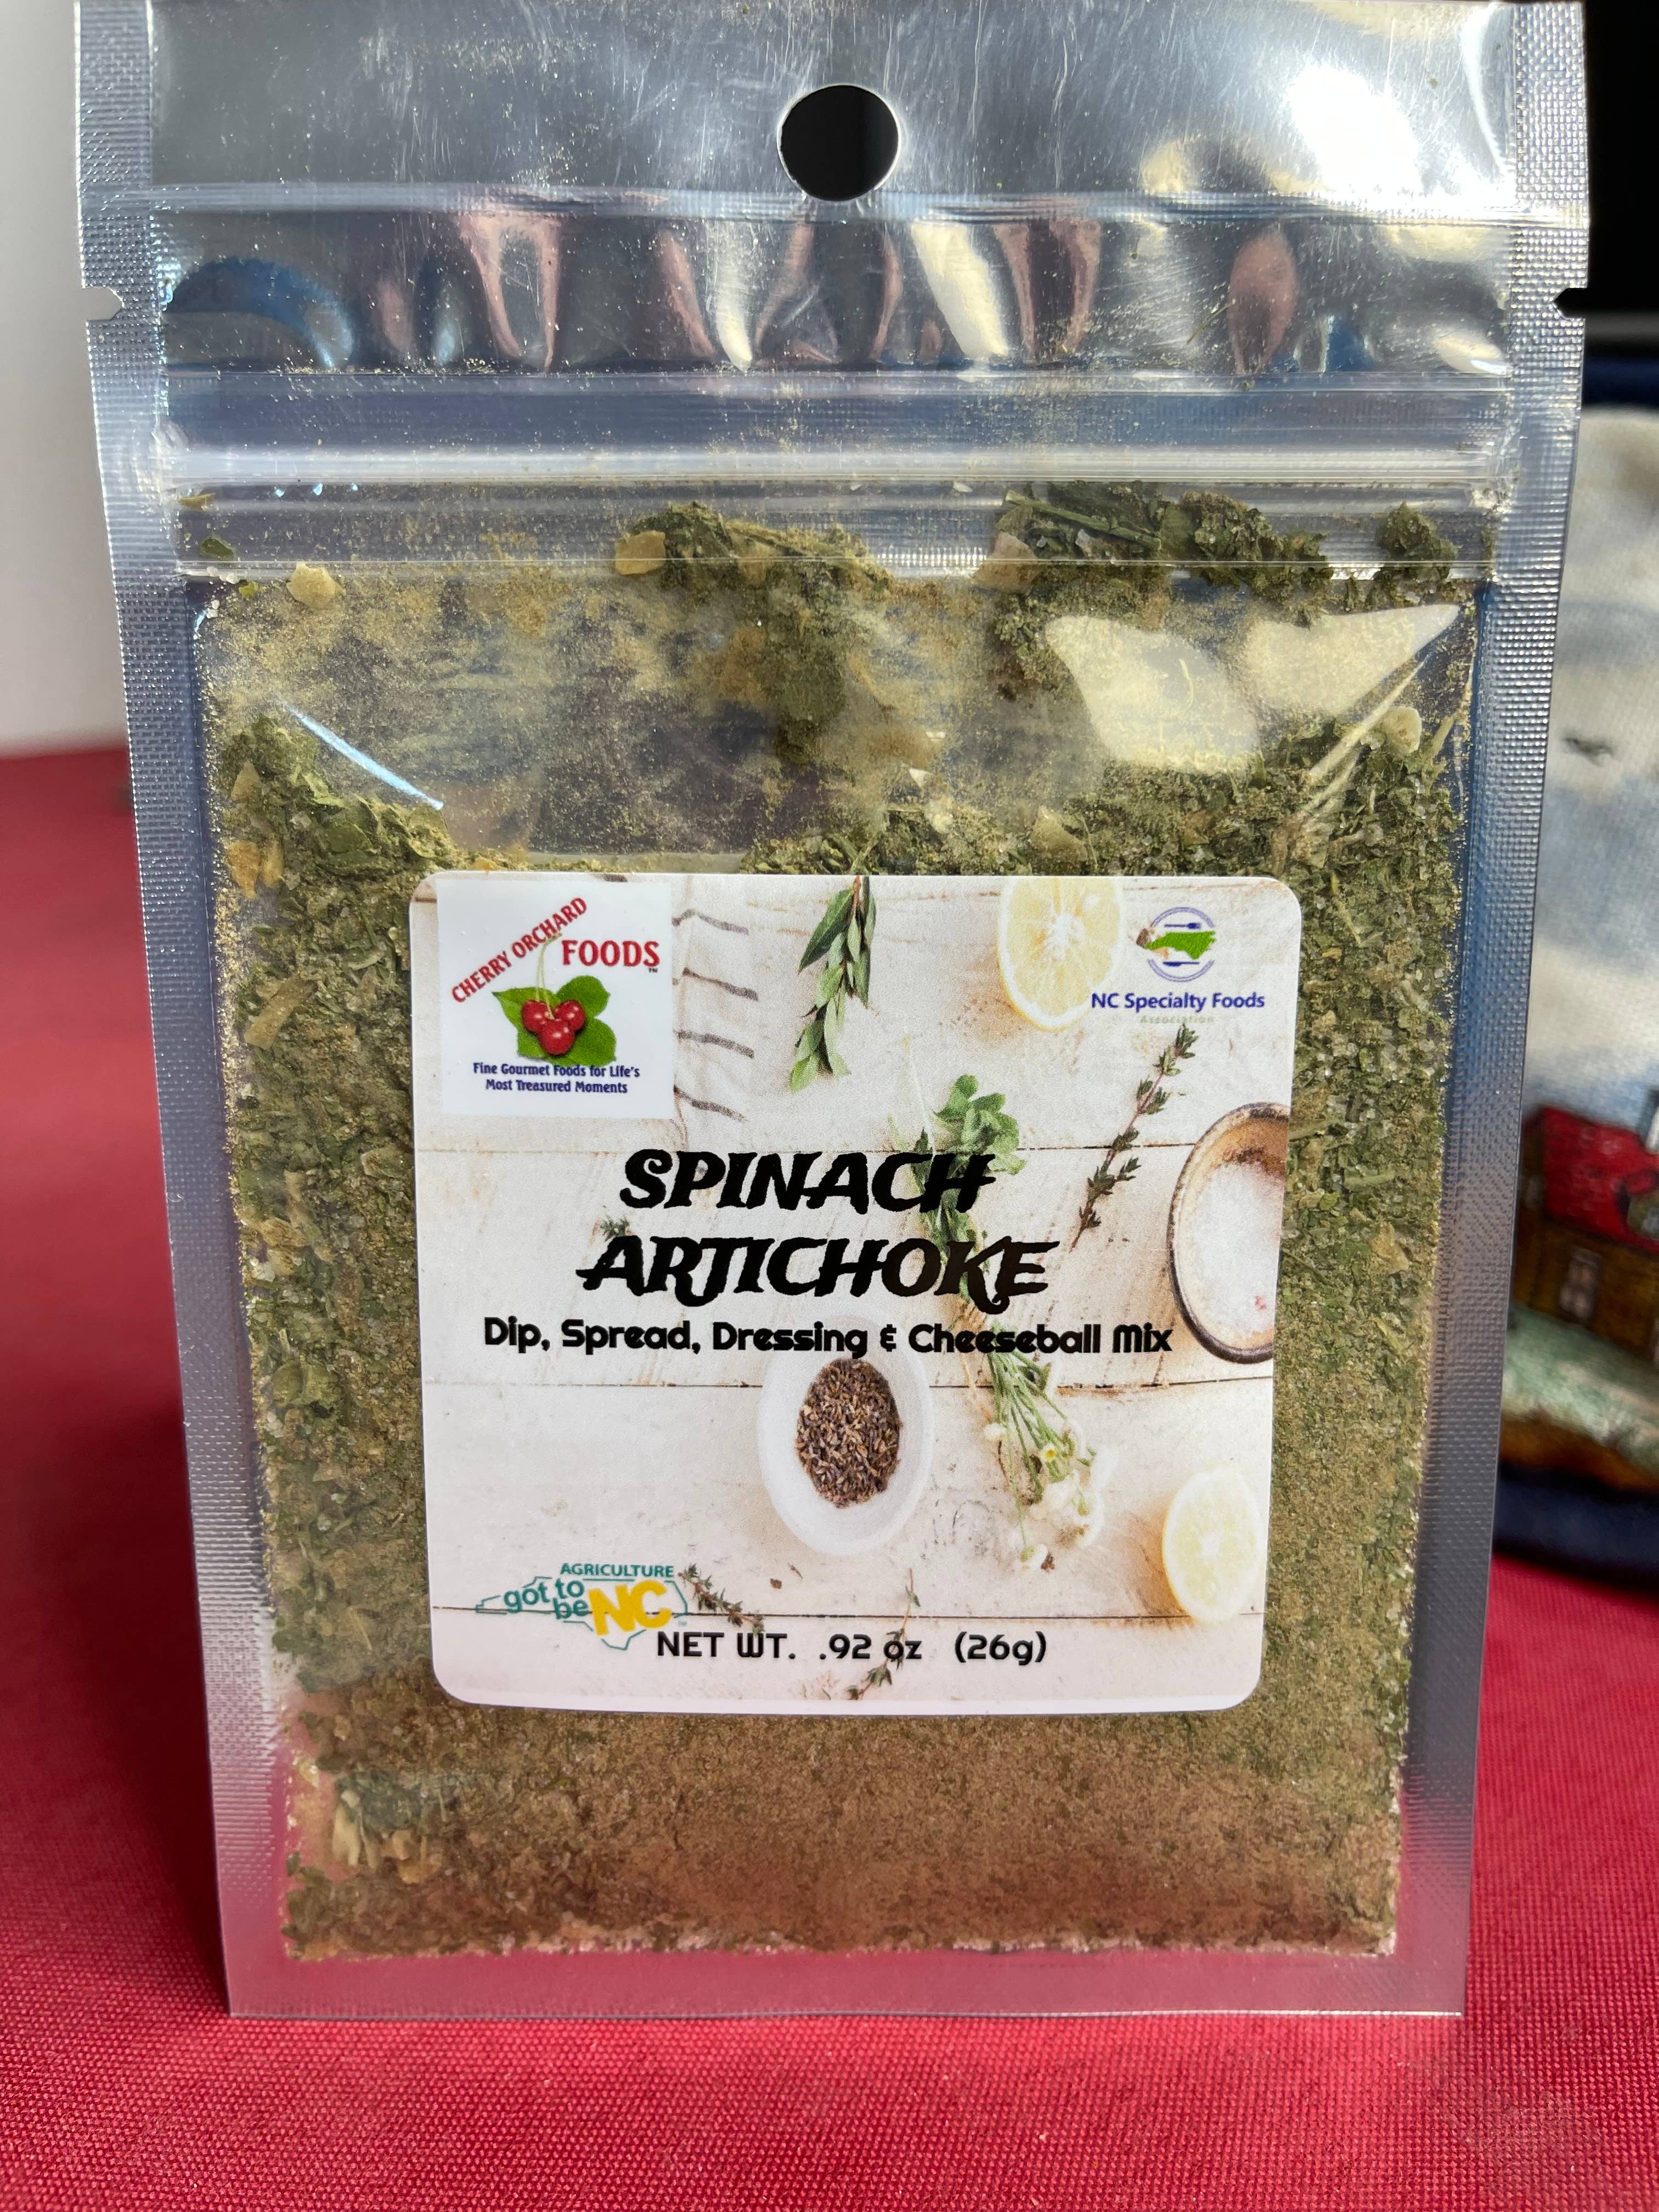 CHERRY ORCHARD
FOODS™
Fine Gourmet Foods for Life's
Most Treasured Moments
NC Specialty Foods
Association
SPINACH
ARTICHOKE
Dip, Spread, Dressing & Cheeseball Mix
AGRICULTURE
got to
be NC
NET WT. .92 oz (26g)